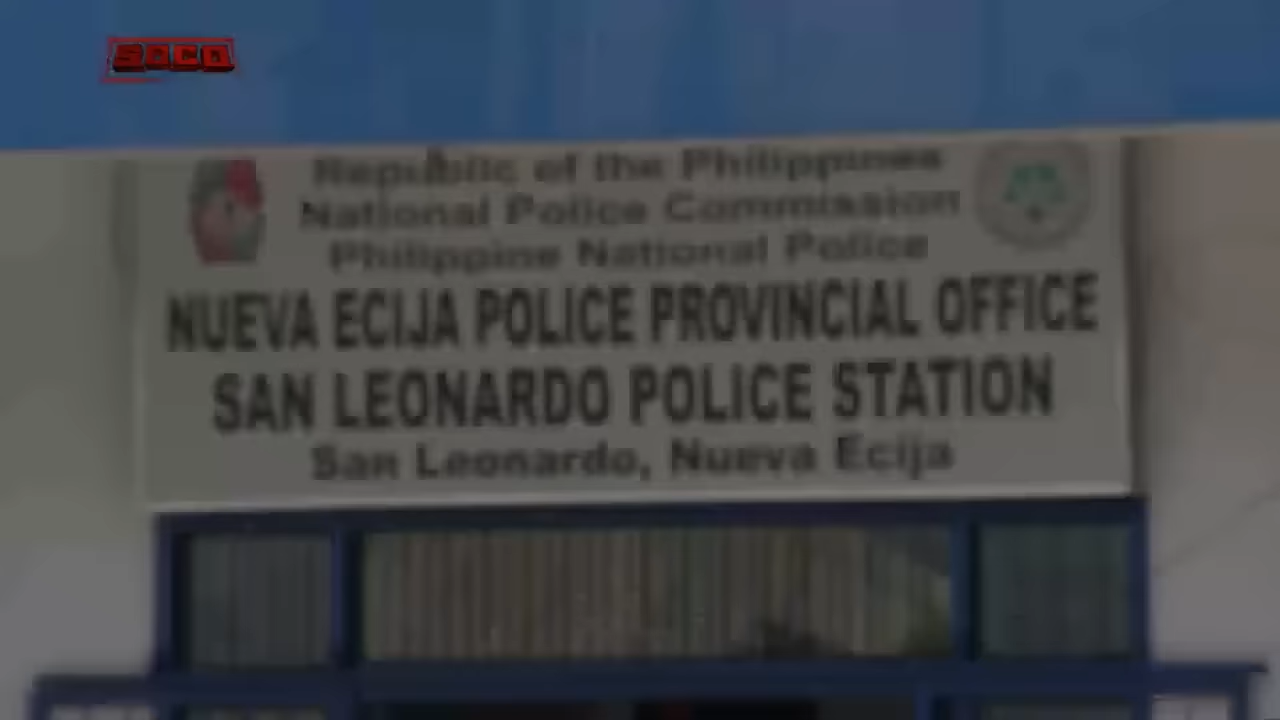 SOCO
Republic of the Philippines
National Police Commission
Philippine National Police
NUEVA ECIJA POLICE PROVINCIAL OFFICE
SAN LEONARDO POLICE STATION
San Leonardo, Nueva Ecija